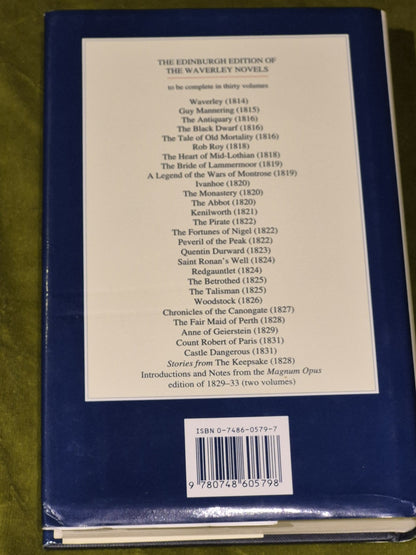 THE EDINBURGH EDITION OF
THE WAVERLEY NOVELS
to be complete in thirty volumes
Waverley (1814)
Guy Mannering (1815)
The Antiquary (1816)
The Black Dwarf (1816)
The Tale of Old Mortality (1816)
Rob Roy (1818)
The Heart of Mid-Lothian (1818)
The Bride of Lammermoor (1819)
A Legend of the Wars of Montrose (1819)
Ivanhoe (1820)
The Monastery (1820)
The Abbot (1820)
Kenilworth (1821)
The Pirate (1822)
The Fortunes of Nigel (1822)
Peveril of the Peak (1822)
Quentin Durward (1823)
Saint Ronan's Well (1824)
Redgauntlet (1824)
The Betrothed (1825)
The Talisman (1825)
Woodstock (1826)
Chronicles of the Canongate (1827)
The Fair Maid of Perth (1828)
Anne of Geierstein (1829)
Count Robert of Paris (1831)
Castle Dangerous (1831)
Stories from The Keepsake (1828)
Introductions and Notes from the Magnum Opus
edition of 1829–33 (two volumes)
ISBN 0-7486-0579-7
9 780748 605798